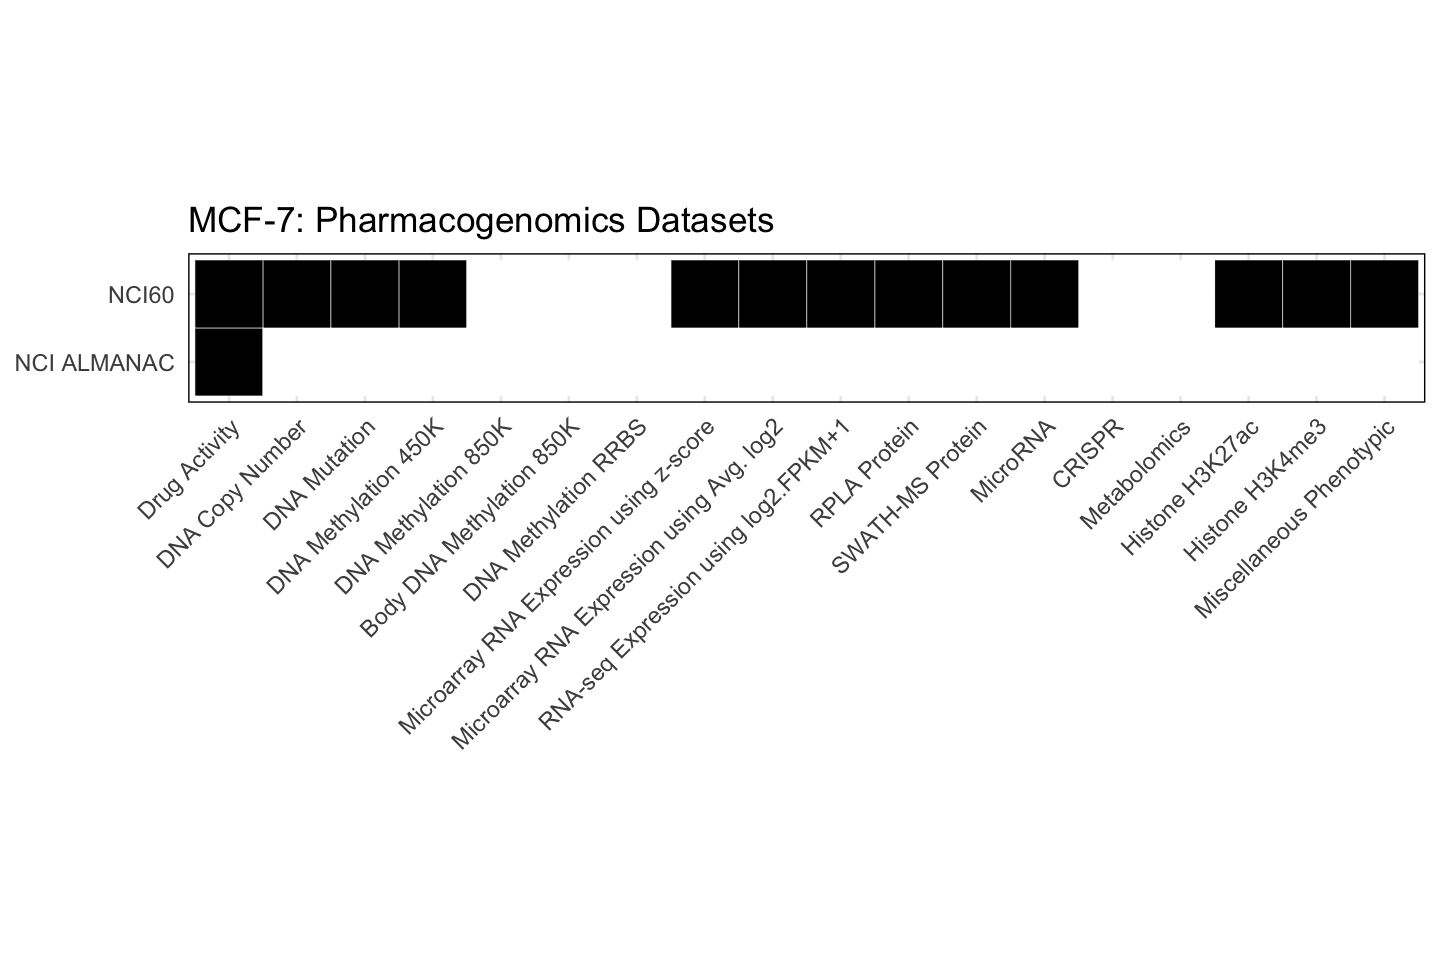 MCF-7: Pharmacogenomics Datasets
NCI60
NCI ALMANAC
Drug Activity
DNA Copy Number
DNA Mutation
DNA Methylation 450K
DNA Methylation 850K
Body DNA Methylation 850K
DNA Methylation RRBS
Microarray RNA Expression using z-score
Microarray RNA Expression using Avg. log2
RNA-seq Expression using log2.FPKM+1
RPLA Protein
SWATH-MS Protein
MicroRNA
CRISPR
Metabolomics
Histone H3K27ac
Histone H3K4me3
Miscellaneous Phenotypic